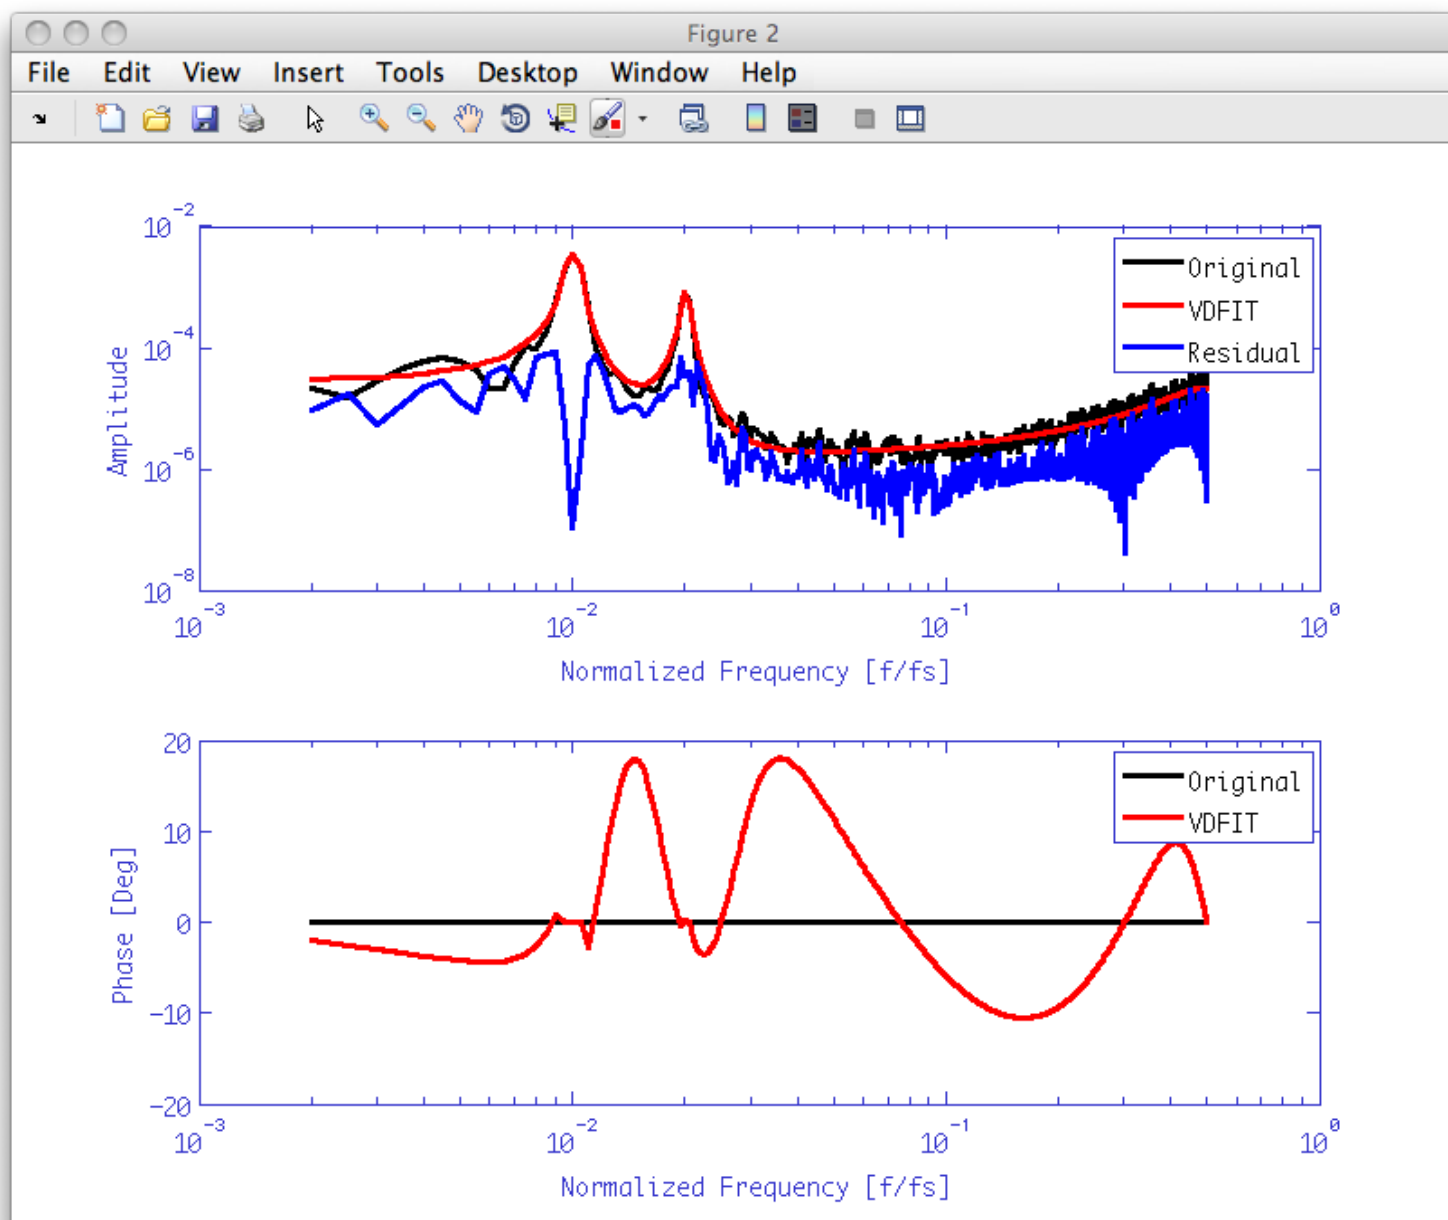 Figure 2
File Edit View Insert Tools Desktop Window Help
10^-2
10^-4
10^-6
10^-8
Amplitude
Original
VDFIT
Residual
10^-3 10^-2 10^-1 10^0
Normalized Frequency [f/fs]
20
10
0
-10
-20
Phase [Deg]
Original
VDFIT
10^-3 10^-2 10^-1 10^0
Normalized Frequency [f/fs]